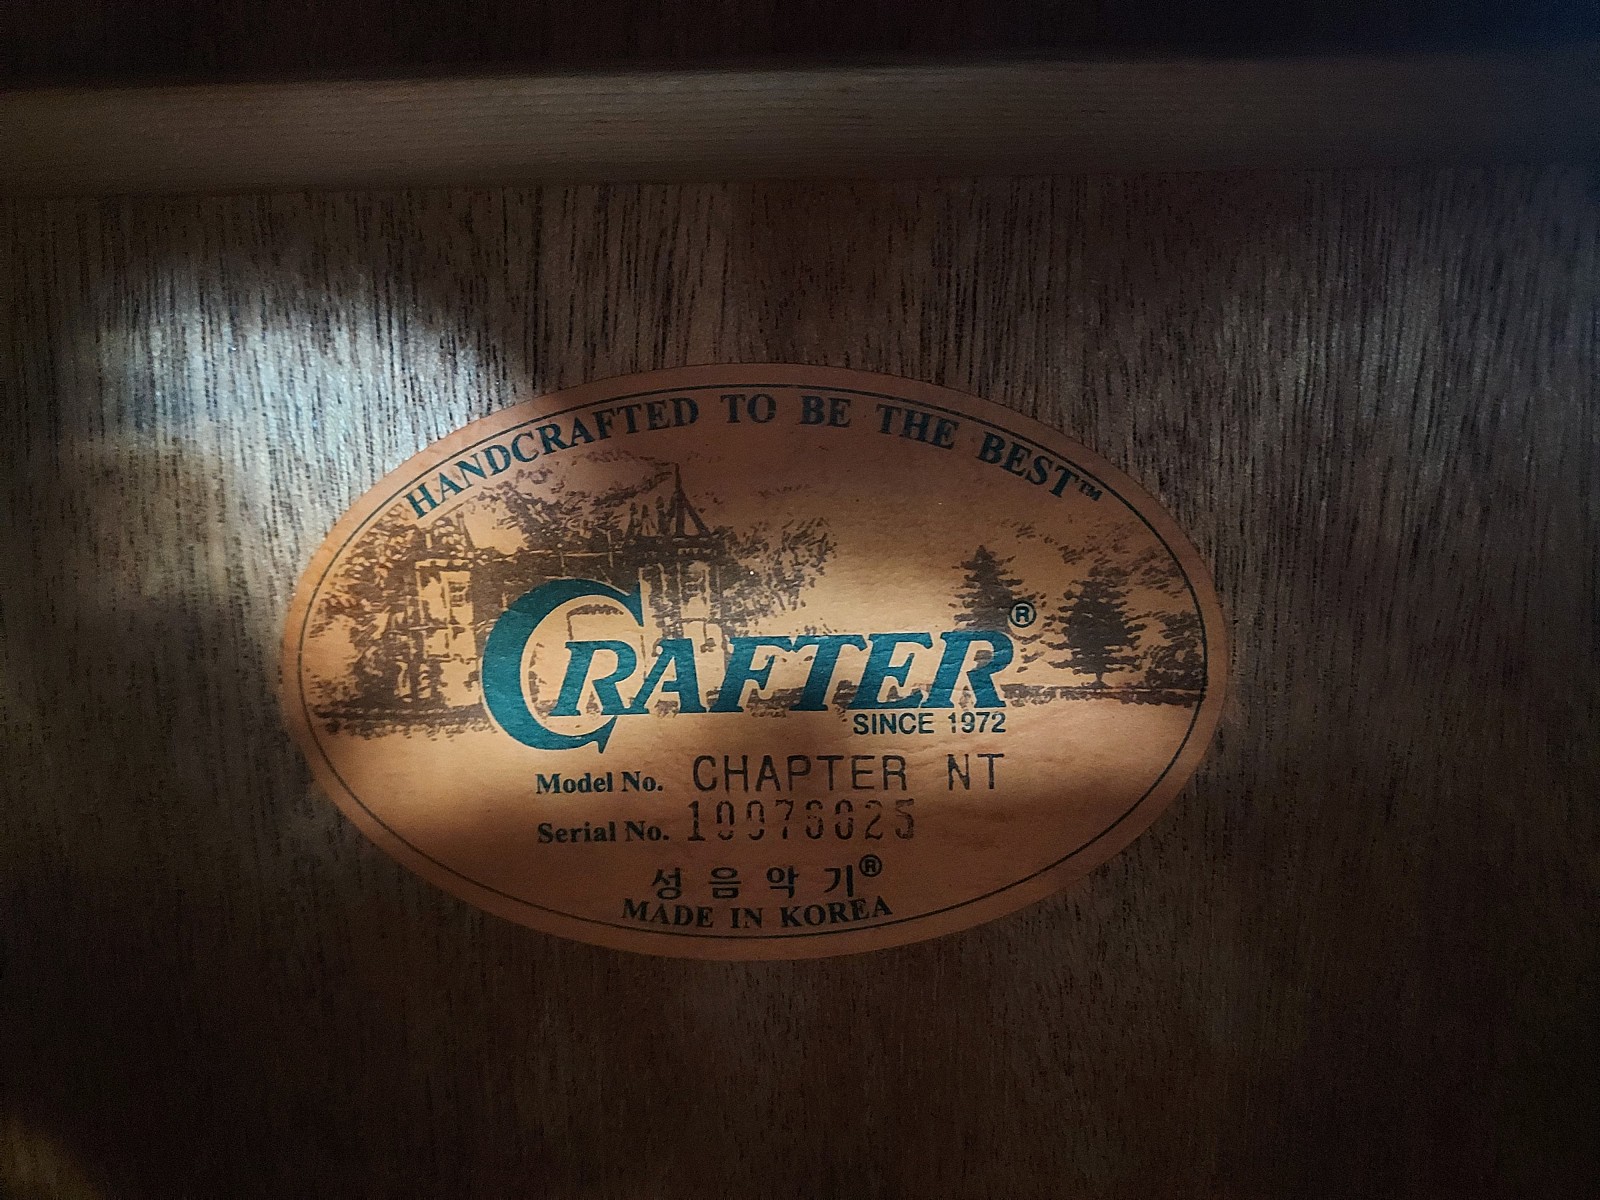 HANDCRAFTED TO BE THE BEST™
CRAFTER®
SINCE 1972
Model No. CHAPTER NT
Serial No. 10076025
성음악기®
MADE IN KOREA